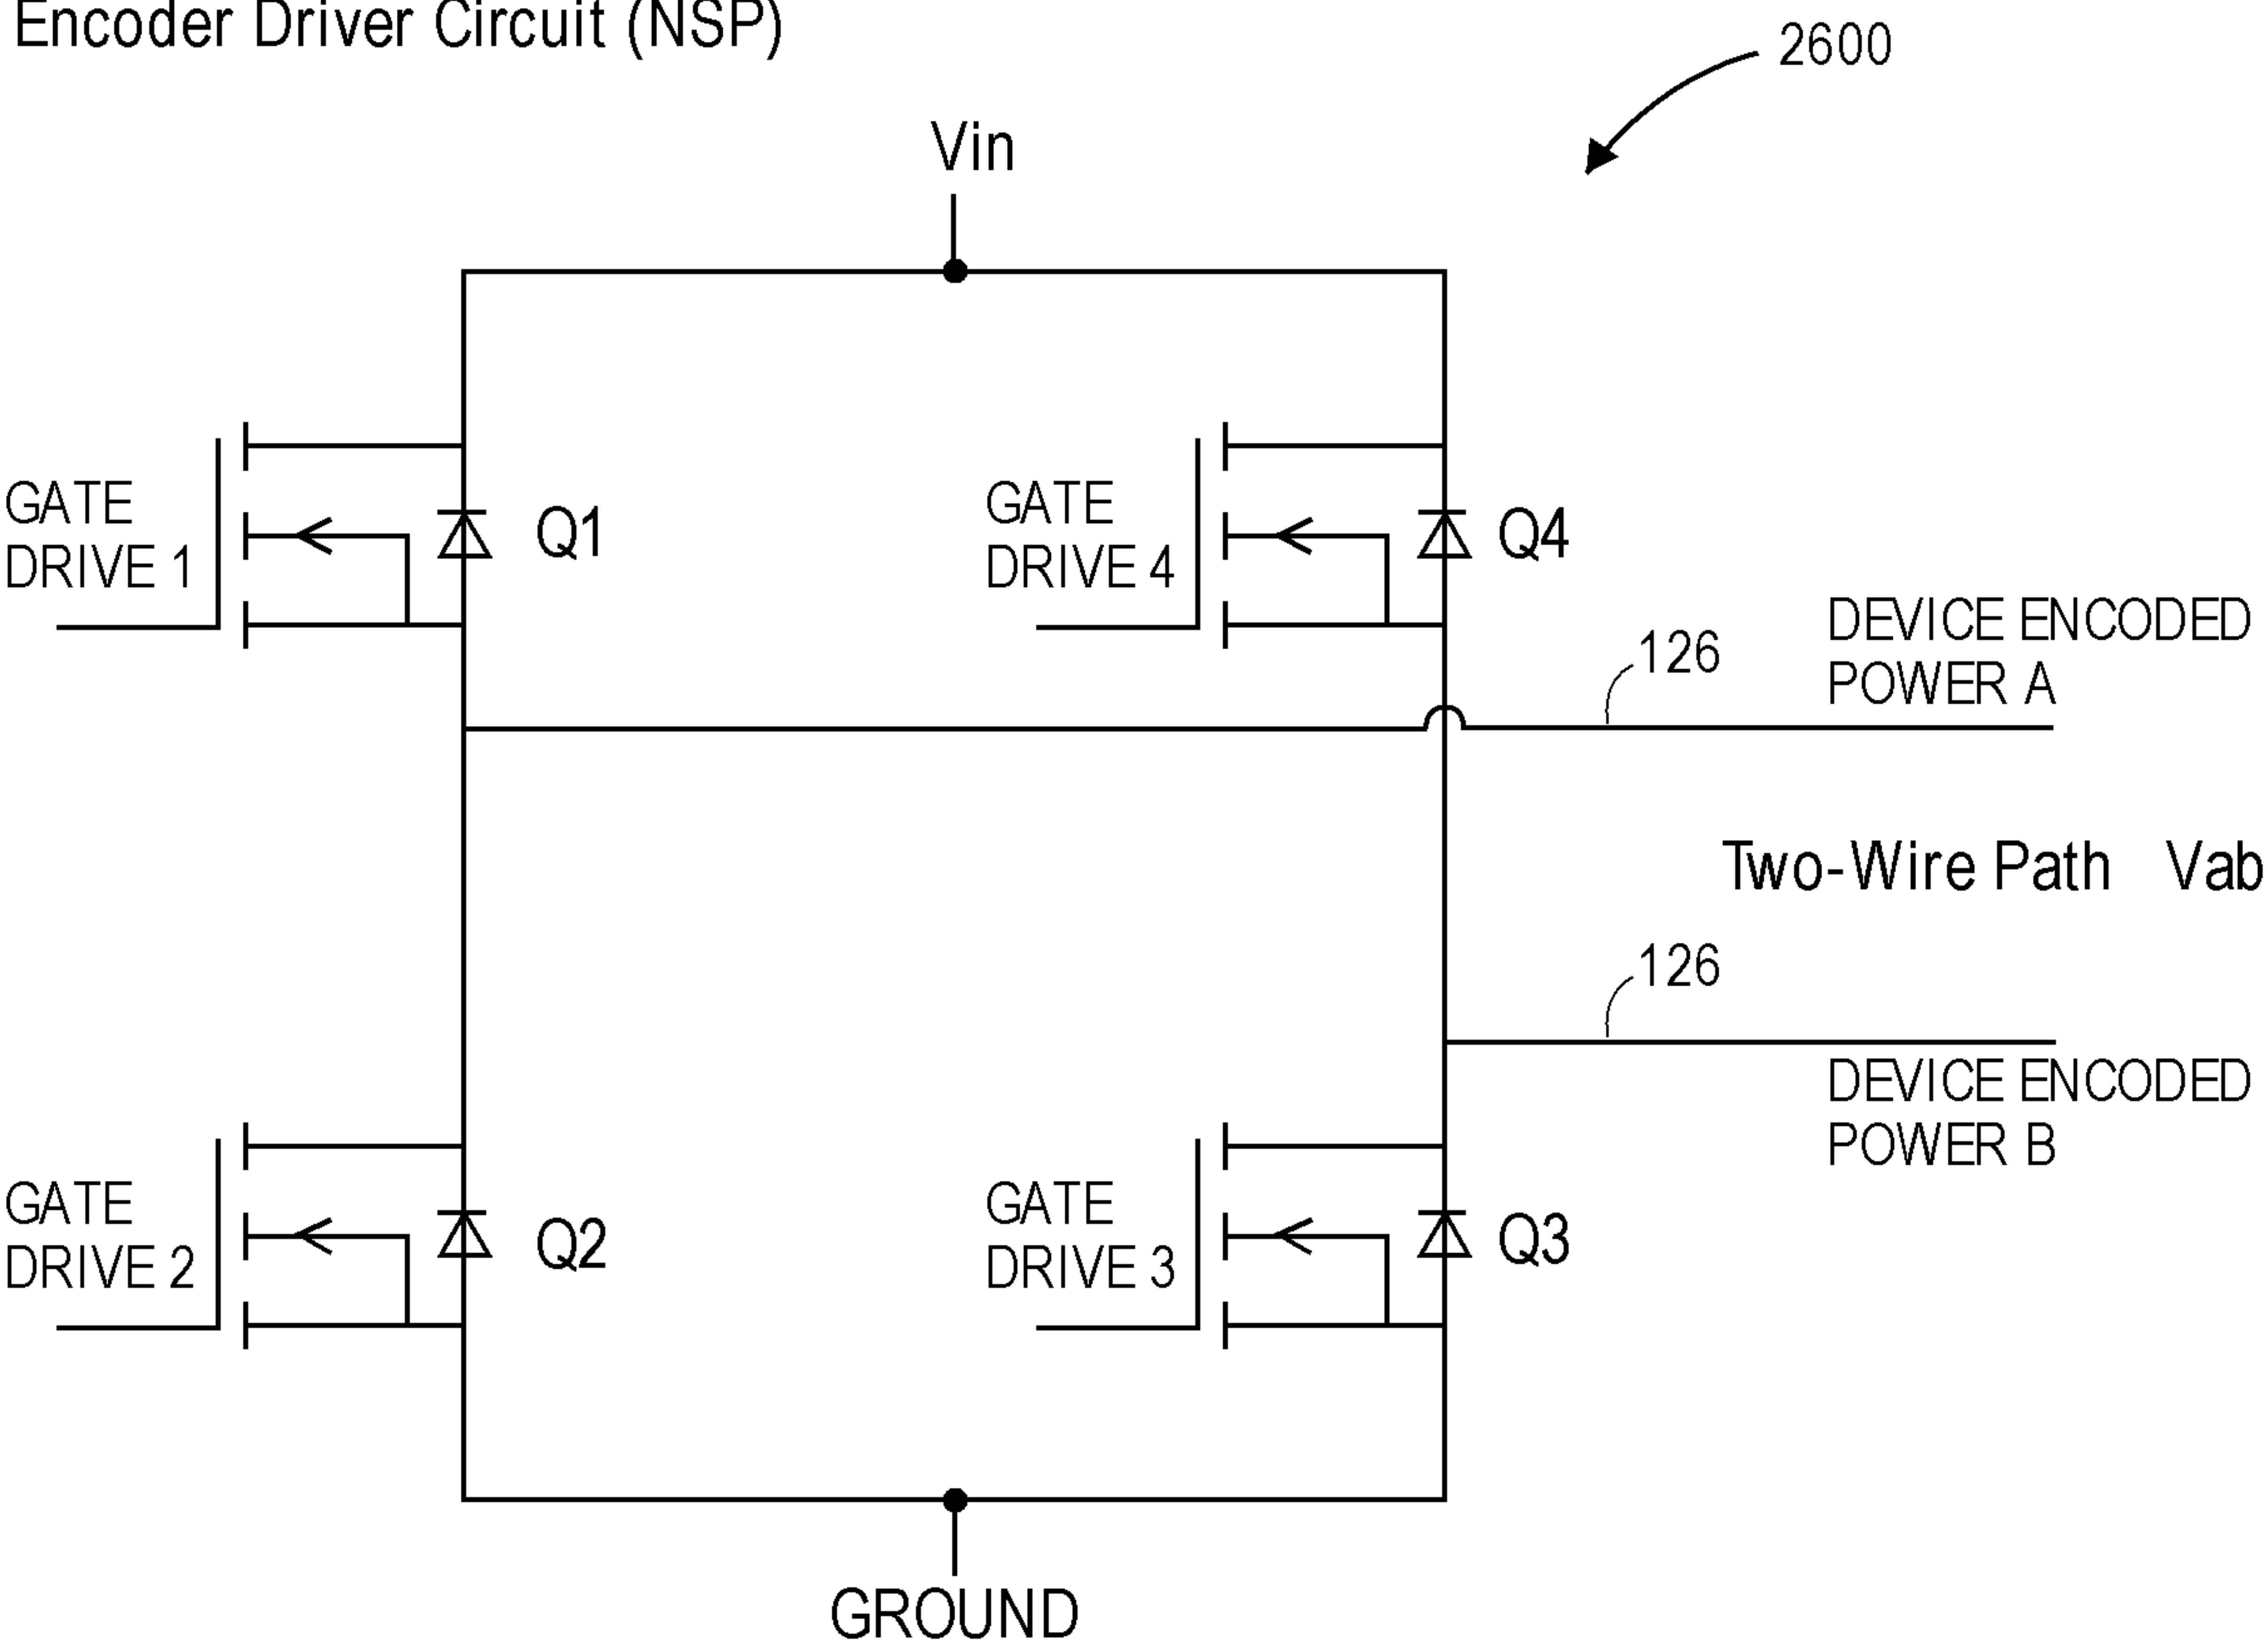 Encoder Driver Circuit (NSP)
2600
Vin
GATE
DRIVE 1
Q1
GATE
DRIVE 4
Q4
126
DEVICE ENCODED
POWER A
Two-Wire Path Vab
126
DEVICE ENCODED
POWER B
GATE
DRIVE 2
Q2
GATE
DRIVE 3
Q3
GROUND